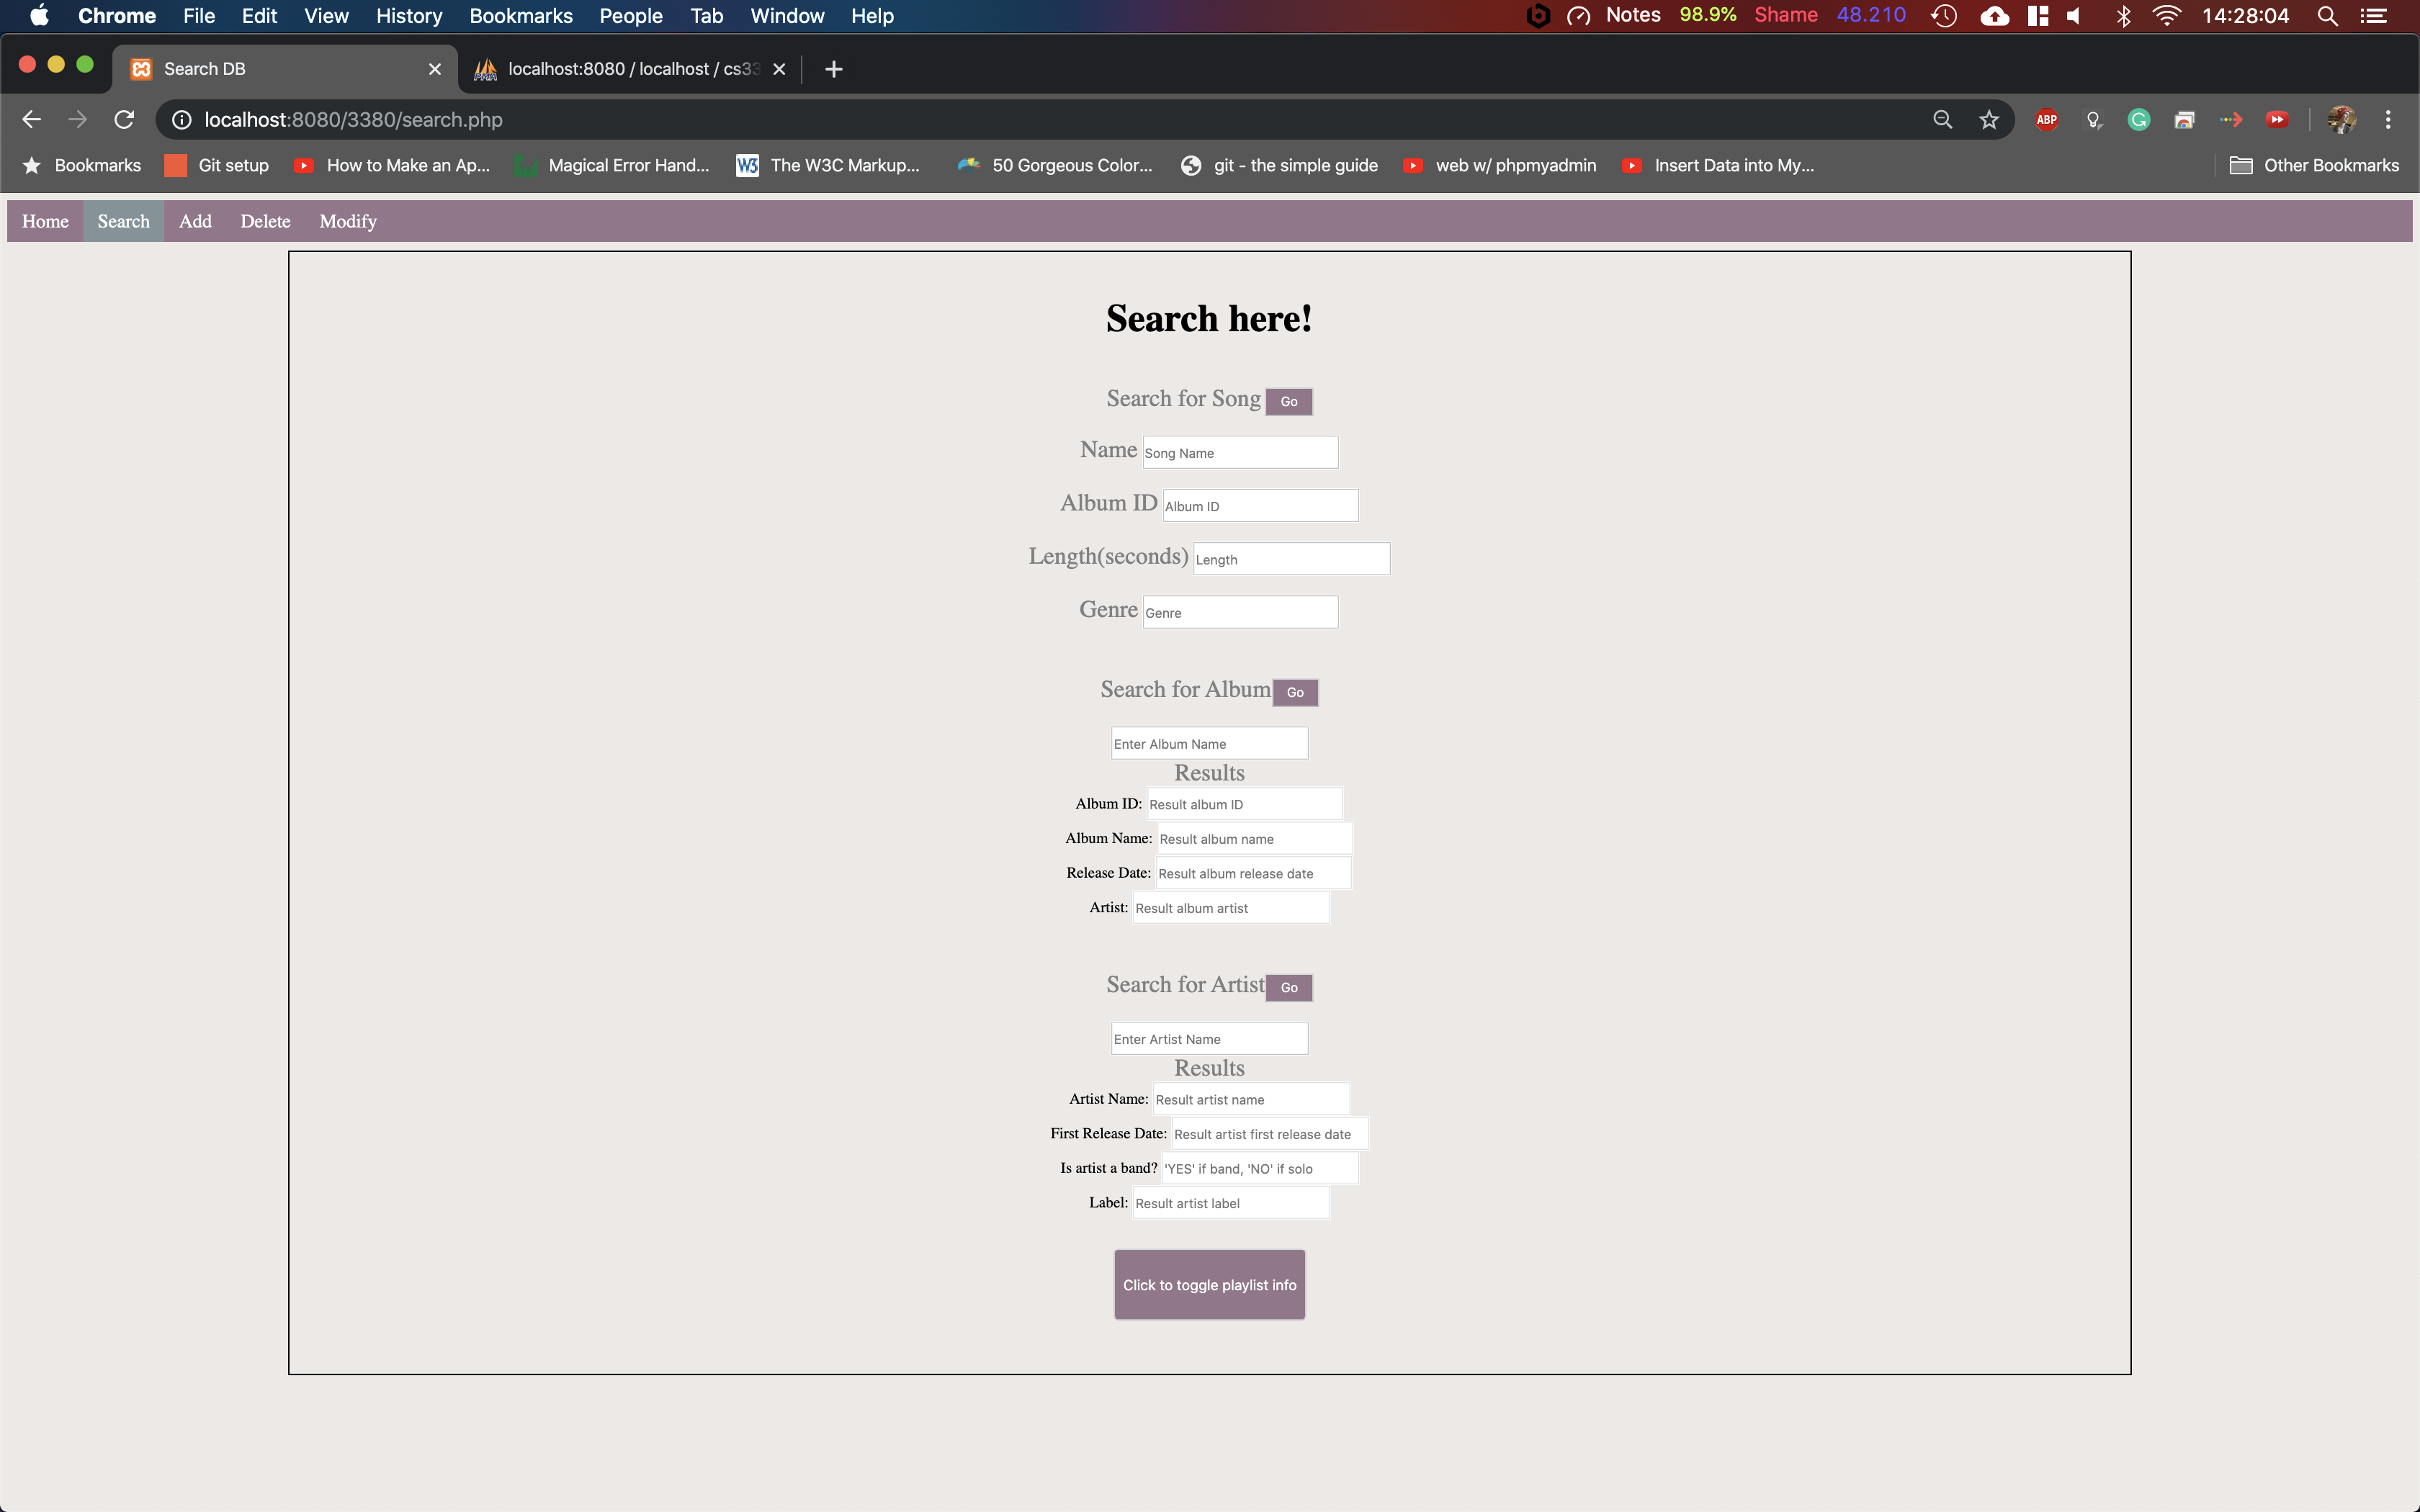 Chrome File Edit View History Bookmarks People Tab Window Help Notes 98.9% Shame 48.210 14:28:04
Search DB localhost:8080 / localhost / cs33
localhost:8080/3380/search.php ABP
Bookmarks Git setup How to Make an Ap... Magical Error Hand... W3 The W3C Markup... 50 Gorgeous Color... git - the simple guide web w/ phpmyadmin Insert Data into My... Other Bookmarks
Home Search Add Delete Modify
Search here!
Search for Song Go
Name Song Name
Album ID Album ID
Length(seconds) Length
Genre Genre
Search for Album Go
Enter Album Name
Results
Album ID: Result album ID
Album Name: Result album name
Release Date: Result album release date
Artist: Result album artist
Search for Artist Go
Enter Artist Name
Results
Artist Name: Result artist name
First Release Date: Result artist first release date
Is artist a band? 'YES' if band, 'NO' if solo
Label: Result artist label
Click to toggle playlist info